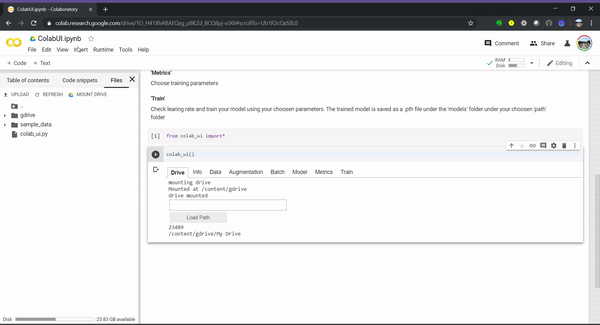 ColabUI.ipynb - Colaboratory
colab.research.google.com/drive/
ColabUI.ipynb
File Edit View Insert Runtime Tools Help
Comment Share
+ Code + Text
RAM
Disk
Editing
Table of contents Code snippets Files
UPLOAD REFRESH MOUNT DRIVE
..
gdrive
sample_data
colab_ui.py
'Metrics'
Choose training parameters
'Train'
Check learing rate and train your model using your choosen parameters. The trained model is saved as a .pth file under the 'models' folder under your choosen 'path'
folder
[1] from colab_ui import*
colab_ui()
Drive Info Data Augmentation Batch Model Metrics Train
mounting drive
Mounted at /content/gdrive
drive mounted
Load Path
23489
/content/gdrive/My Drive
Disk 23.83 GB available